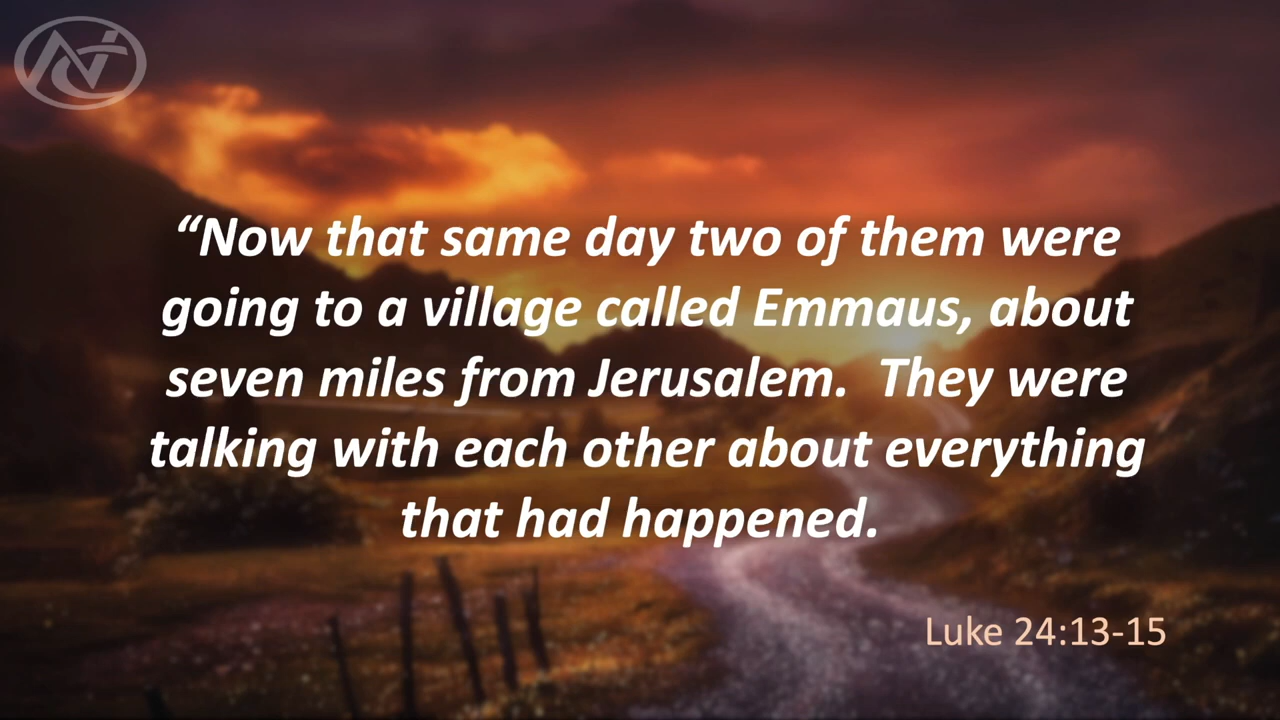 “Now that same day two of them were
going to a village called Emmaus, about
seven miles from Jerusalem.  They were
talking with each other about everything
that had happened.
Luke 24:13-15